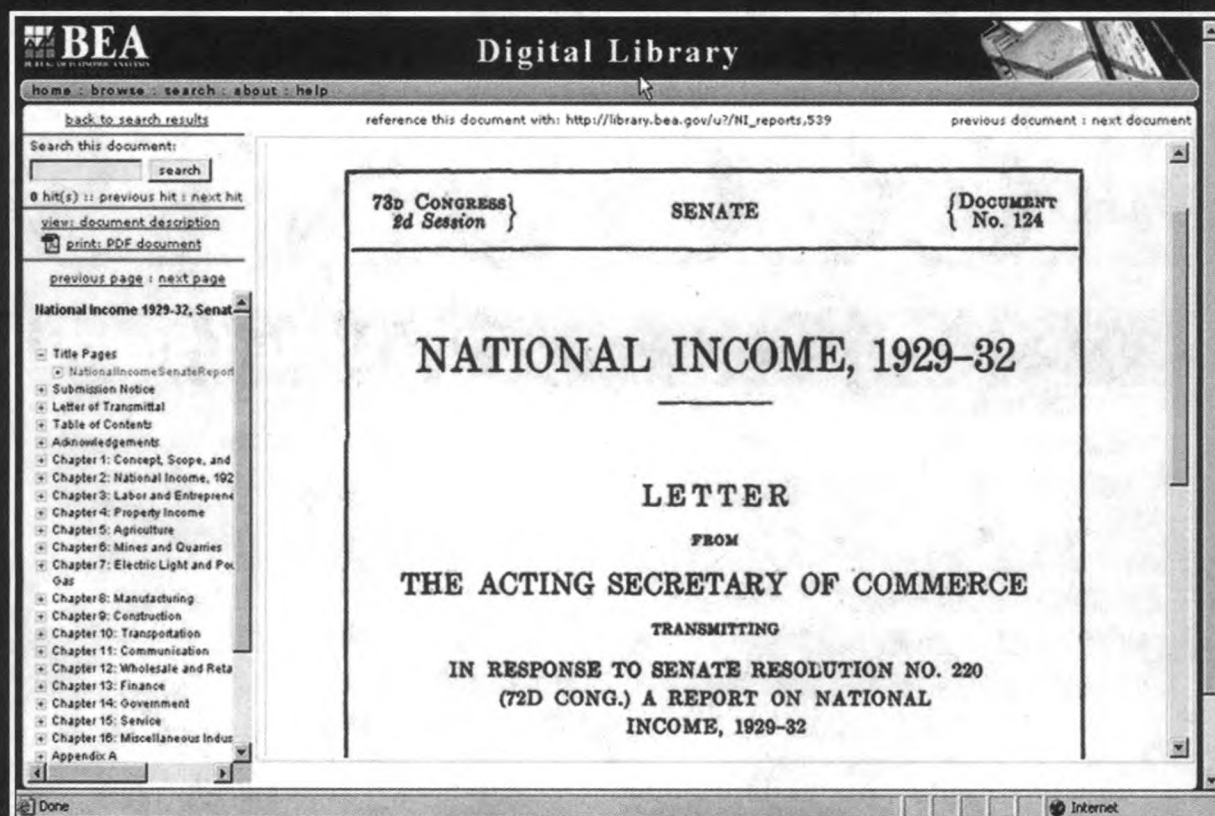 BEA
BUREAU OF ECONOMIC ANALYSIS
Digital Library
home : browse : search : about : help
back to search results
reference this document with: http://library.bea.gov/u?/NI_reports,539
previous document : next document
Search this document:
search
0 hit(s) :: previous hit : next hit
view: document description
print: PDF document
previous page : next page
National Income 1929-32, Senat
Title Pages
NationalIncomeSenateReport
Submission Notice
Letter of Transmittal
Table of Contents
Acknowledgements
Chapter 1: Concept, Scope, and
Chapter 2: National Income, 192
Chapter 3: Labor and Entreprene
Chapter 4: Property Income
Chapter 5: Agriculture
Chapter 6: Mines and Quarries
Chapter 7: Electric Light and Po
Gas
Chapter 8: Manufacturing
Chapter 9: Construction
Chapter 10: Transportation
Chapter 11: Communication
Chapter 12: Wholesale and Reta
Chapter 13: Finance
Chapter 14: Government
Chapter 15: Service
Chapter 16: Miscellaneous Indus
Appendix A
73D CONGRESS
2d Session
SENATE
DOCUMENT
No. 124
NATIONAL INCOME, 1929–32
LETTER
FROM
THE ACTING SECRETARY OF COMMERCE
TRANSMITTING
IN RESPONSE TO SENATE RESOLUTION NO. 220
(72D CONG.) A REPORT ON NATIONAL
INCOME, 1929–32
Done
Internet